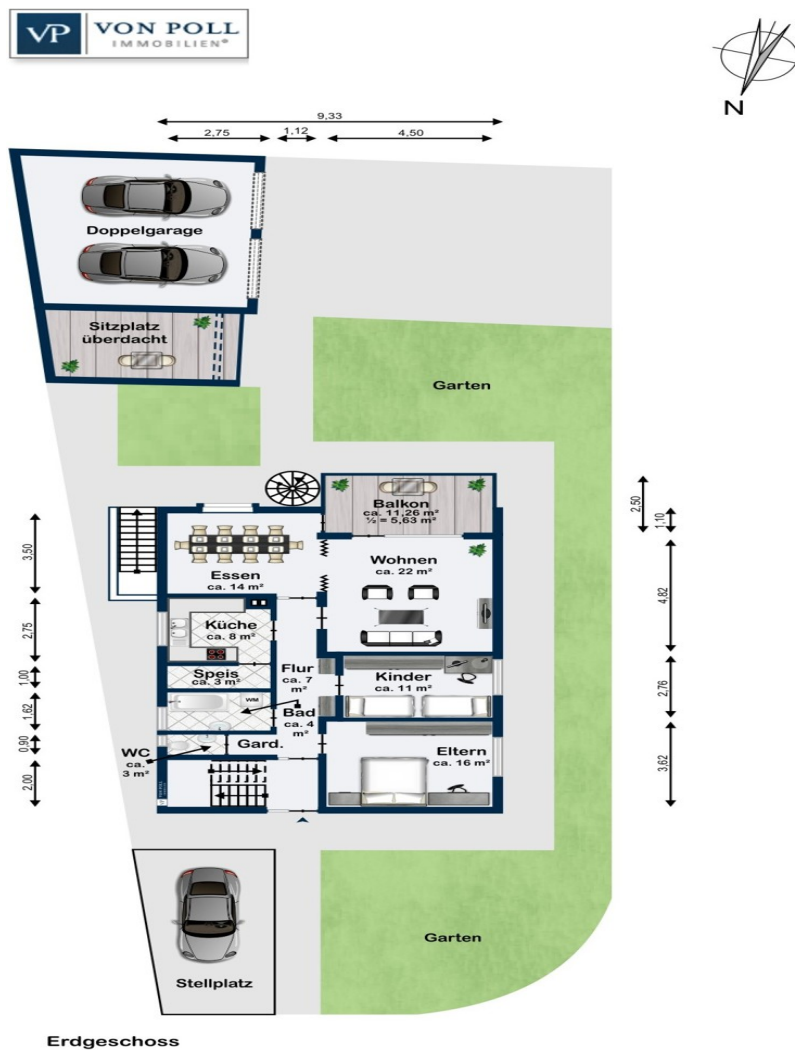 VP VON POLL
IMMOBILIEN®
N
9,33
2,75
1,12
4,50
Doppelgarage
Sitzplatz
überdacht
Garten
Balkon
ca. 11,26 m²
½ = 5,63 m²
2,50
1,10
3,50
Essen
ca. 14 m²
Wohnen
ca. 22 m²
4,82
2,75
Küche
ca. 8 m²
1,00
Speis
ca. 3 m²
Flur
ca. 7
m²
Kinder
ca. 11 m²
2,76
1,62
WM
Bad
ca. 4
m²
0,90
WC
ca.
3 m²
Gard.
Eltern
ca. 16 m²
3,62
2,00
Stellplatz
Garten
Erdgeschoss